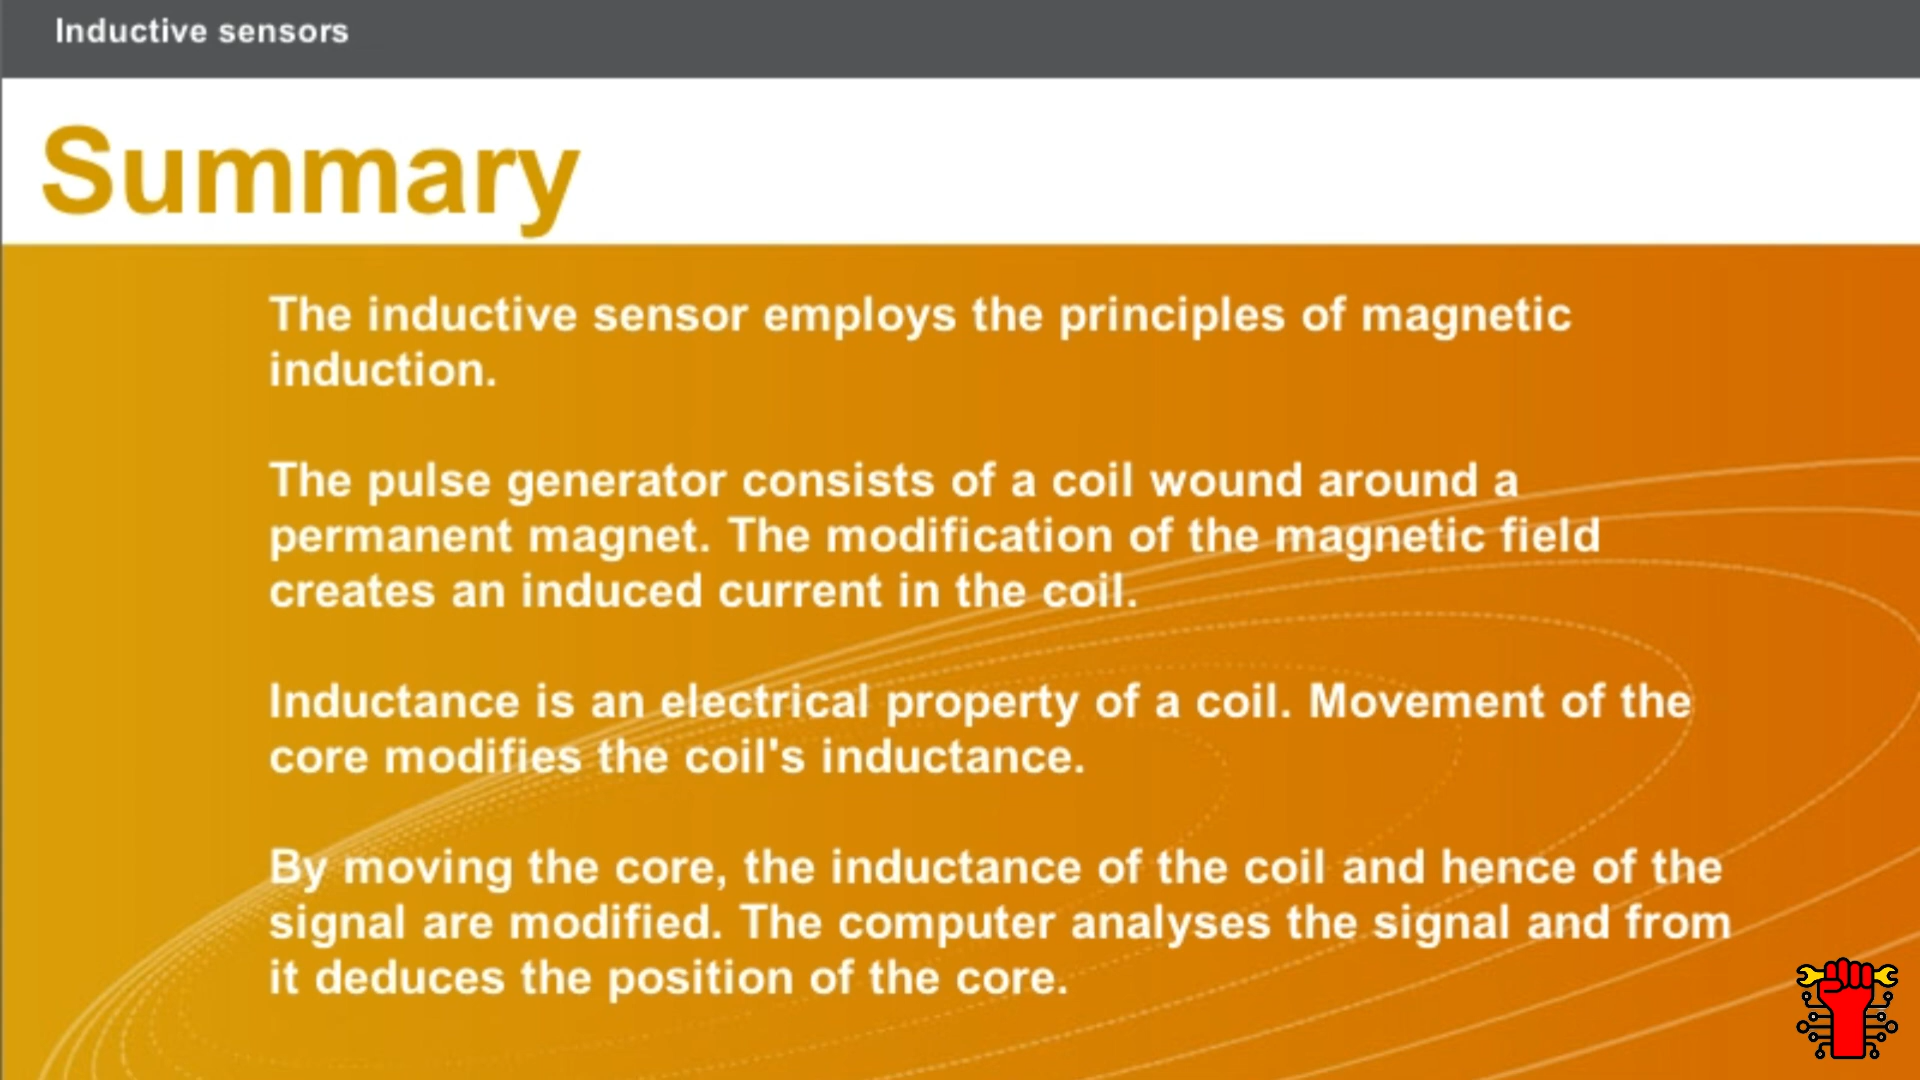 Inductive sensors
Summary
The inductive sensor employs the principles of magnetic
induction.
The pulse generator consists of a coil wound around a
permanent magnet. The modification of the magnetic field
creates an induced current in the coil.
Inductance is an electrical property of a coil. Movement of the
core modifies the coil's inductance.
By moving the core, the inductance of the coil and hence of the
signal are modified. The computer analyses the signal and from
it deduces the position of the core.